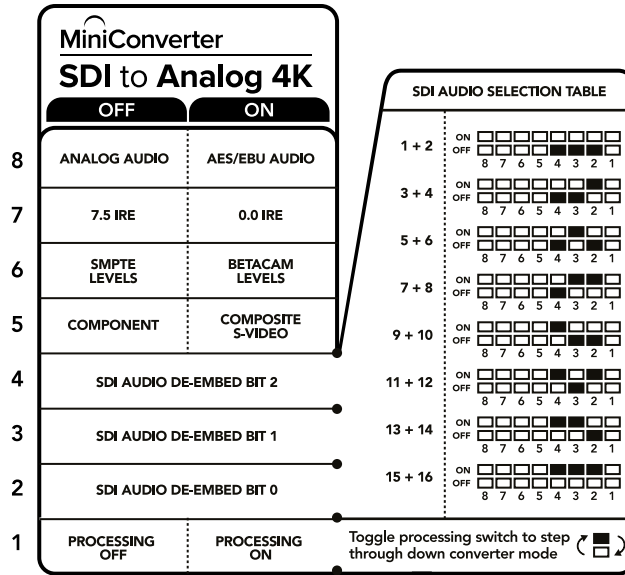 MiniConverter
SDI to Analog 4K
OFF ON
8 ANALOG AUDIO AES/EBU AUDIO
7 7.5 IRE 0.0 IRE
6 SMPTE LEVELS BETACAM LEVELS
5 COMPONENT COMPOSITE S-VIDEO
4 SDI AUDIO DE-EMBED BIT 2
3 SDI AUDIO DE-EMBED BIT 1
2 SDI AUDIO DE-EMBED BIT 0
1 PROCESSING OFF PROCESSING ON
SDI AUDIO SELECTION TABLE
1 + 2 ON
OFF
8 7 6 5 4 3 2 1
3 + 4 ON
OFF
8 7 6 5 4 3 2 1
5 + 6 ON
OFF
8 7 6 5 4 3 2 1
7 + 8 ON
OFF
8 7 6 5 4 3 2 1
9 + 10 ON
OFF
8 7 6 5 4 3 2 1
11 + 12 ON
OFF
8 7 6 5 4 3 2 1
13 + 14 ON
OFF
8 7 6 5 4 3 2 1
15 + 16 ON
OFF
8 7 6 5 4 3 2 1
Toggle processing switch to step
through down converter mode